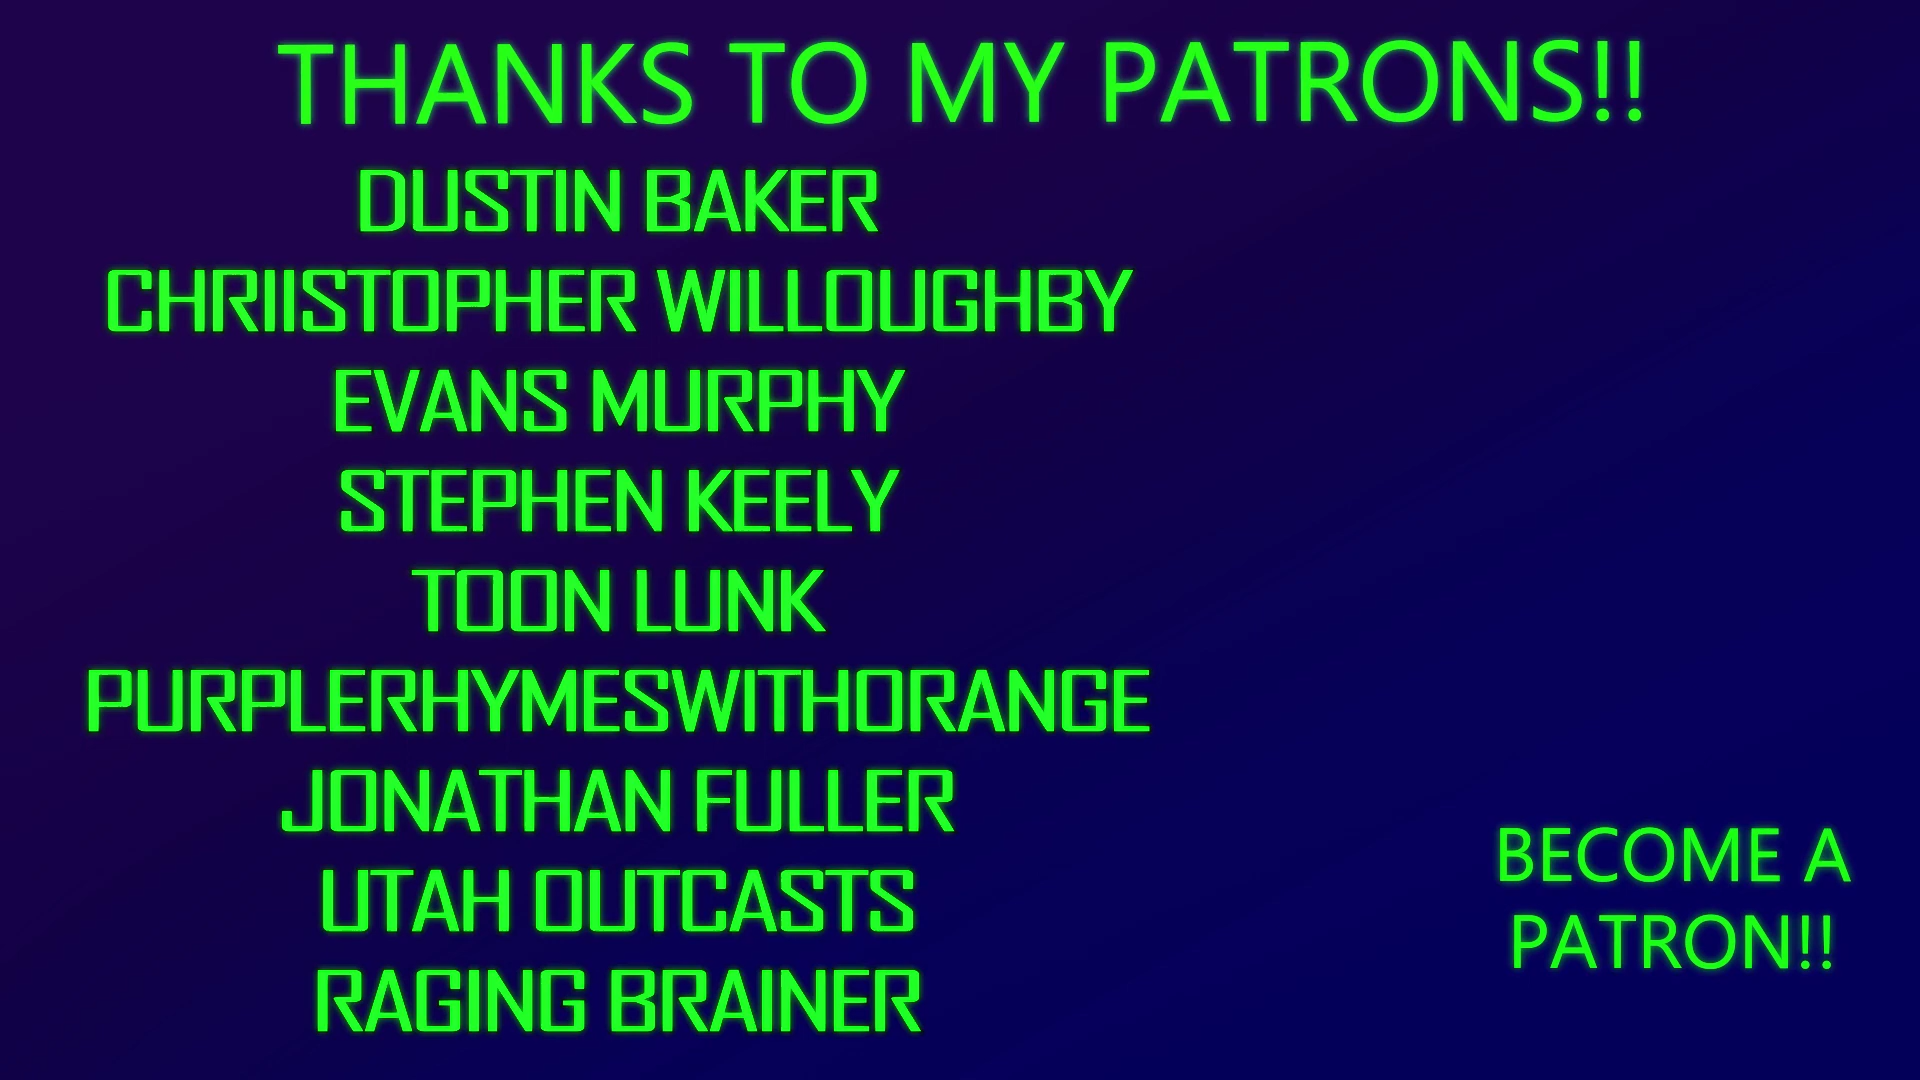 THANKS TO MY PATRONS!!
DUSTIN BAKER
CHRIISTOPHER WILLOUGHBY
EVANS MURPHY
STEPHEN KEELY
TOON LUNK
PURPLERHYMESWITHORANGE
JONATHAN FULLER
UTAH OUTCASTS
RAGING BRAINER
BECOME A
PATRON!!